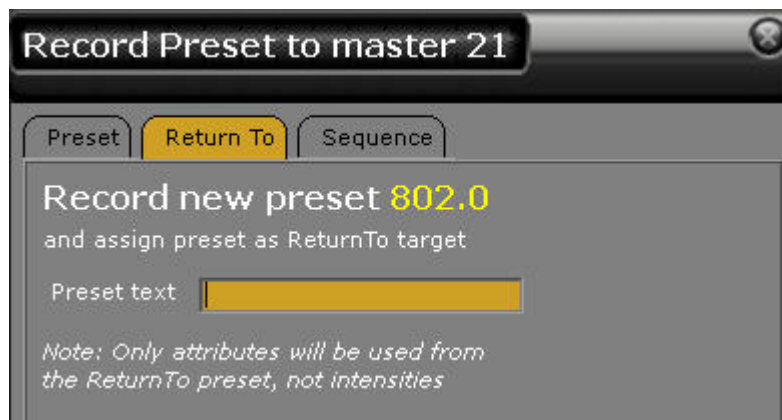 Record Preset to master 21
Preset Return To Sequence
Record new preset 802.0
and assign preset as ReturnTo target
Preset text
Note: Only attributes will be used from
the ReturnTo preset, not intensities